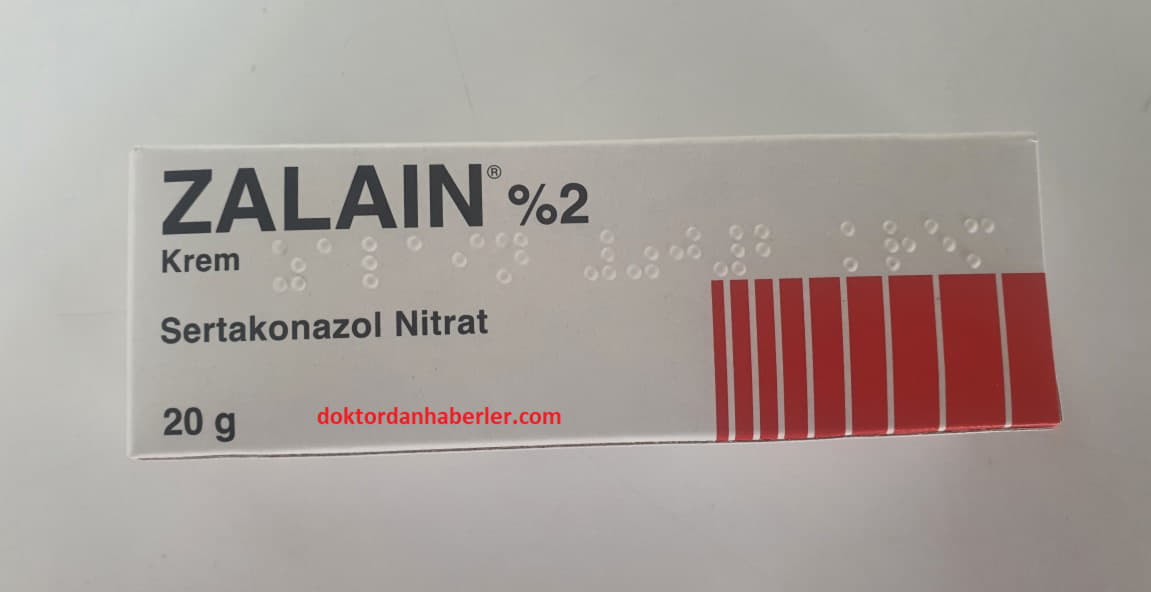 ZALAIN® %2
Krem
Sertakonazol Nitrat
20 g
doktordanhaberler.com